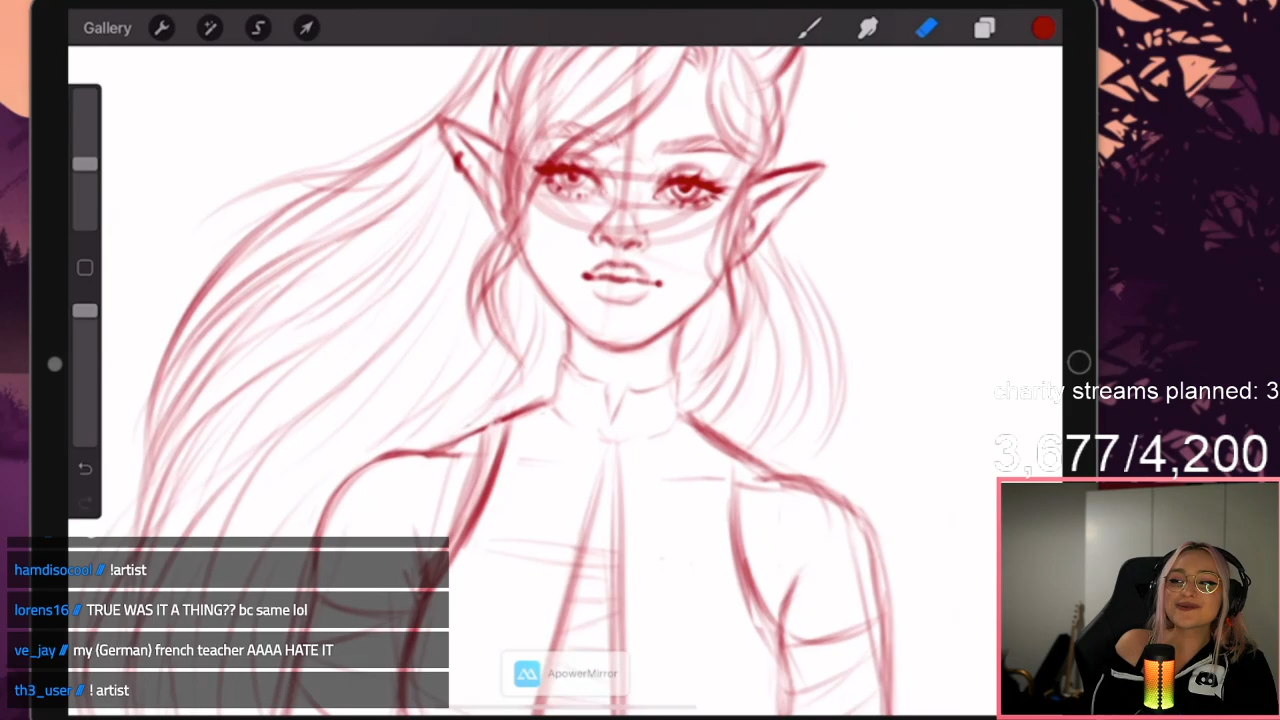 Gallery
charity streams planned: 3
3,677/4,200
hamdisocool // !artist
lorens16 // TRUE WAS IT A THING?? bc same lol
ve_jay // my (German) french teacher AAAA HATE IT
th3_user // ! artist
ApowerMirror